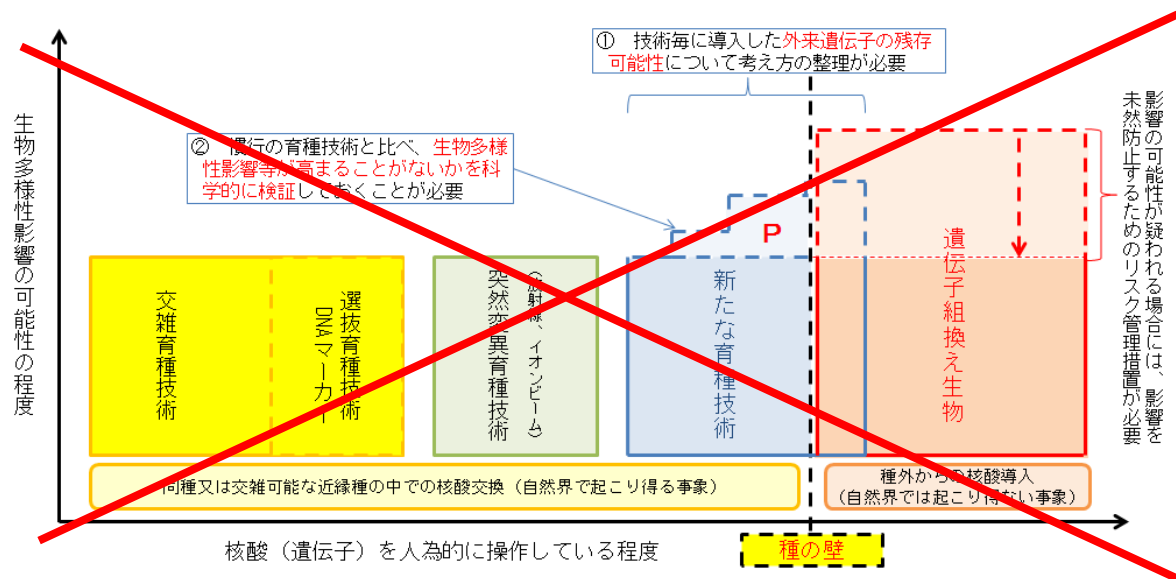 ① 技術毎に導入した外来遺伝子の残存
可能性について考え方の整理が必要
② 慣行の育種技術と比べ、生物多様
性影響等が高まることがないかを科
学的に検証しておくことが必要
生物多様性影響の可能性の程度
影響の可能性が疑われる場合には、影響を
未然防止するためのリスク管理措置が必要
P
交雑育種技術
DNAマーカー
選抜育種技術
突然変異育種技術
(放射線、イオンビーム)
新たな育種技術
遺伝子組換え生物
同種又は交雑可能な近縁種の中での核酸交換(自然界で起こり得る事象)
種外からの核酸導入
(自然界では起こり得ない事象)
核酸(遺伝子)を人為的に操作している程度
種の壁